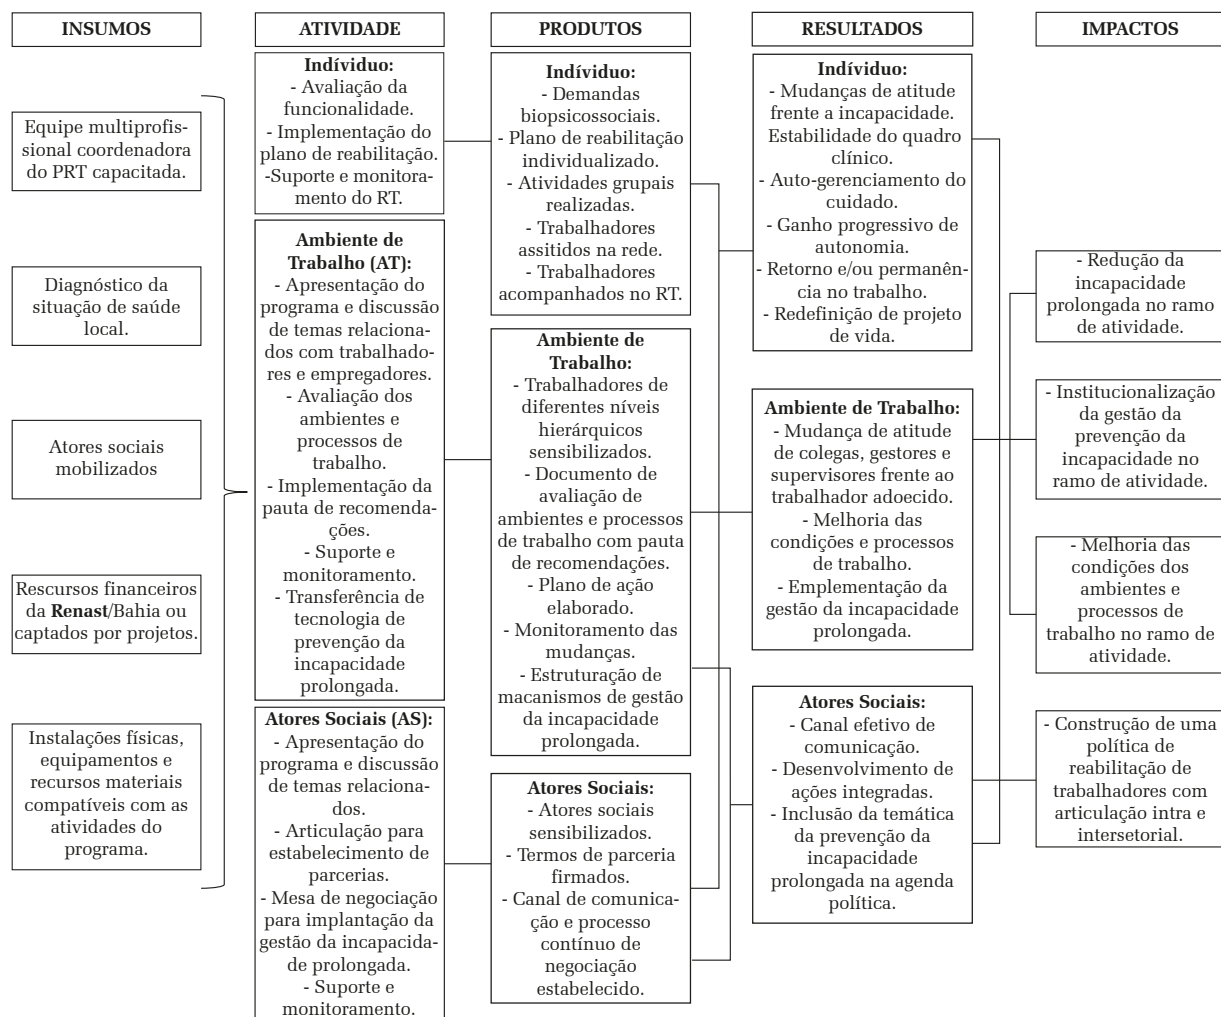 INSUMOS
Equipe multiprofis-
sional coordenadora
do PRT capacitada.
Diagnóstico da
situação de saúde
local.
Atores sociais
mobilizados
Rescursos financeiros
da Renast/Bahia ou
captados por projetos.
Instalações físicas,
equipamentos e
recursos materiais
compatíveis com as
atividades do
programa.
ATIVIDADE
Indíviduo:
- Avaliação da
funcionalidade.
- Implementação do
plano de reabilitação.
-Suporte e monitora-
mento do RT.
Ambiente de
Trabalho (AT):
- Apresentação do
programa e discussão
de temas relaciona-
dos com trabalhado-
res e empregadores.
- Avaliação dos
ambientes e
processos de
trabalho.
- Implementação da
pauta de recomenda-
ções.
- Suporte e
monitoramento.
- Transferência de
tecnologia de
prevenção da
incapacidade
prolongada.
Atores Sociais (AS):
- Apresentação do
programa e discussão
de temas relaciona-
dos.
- Articulação para
estabelecimento de
parcerias.
- Mesa de negociação
para implantação da
gestão da incapacida-
de prolongada.
- Suporte e
monitoramento.
PRODUTOS
Indíviduo:
- Demandas
biopsicossociais.
- Plano de reabilitação
individualizado.
- Atividades grupais
realizadas.
- Trabalhadores
assitidos na rede.
- Trabalhadores
acompanhados no RT.
Ambiente de
Trabalho:
- Trabalhadores de
diferentes níveis
hierárquicos
sensibilizados.
- Documento de
avaliação de
ambientes e processos
de trabalho com pauta
de recomendações.
- Plano de ação
elaborado.
- Monitoramento das
mudanças.
- Estruturação de
macanismos de gestão
da incapacidade
prolongada.
Atores Sociais:
- Atores sociais
sensibilizados.
- Termos de parceria
firmados.
- Canal de comunica-
ção e processo
contínuo de
negociação
estabelecido.
RESULTADOS
Indíviduo:
- Mudanças de atitude
frente a incapacidade.
Estabilidade do quadro
clínico.
- Auto-gerenciamento do
cuidado.
- Ganho progressivo de
autonomia.
- Retorno e/ou permanên-
cia no trabalho.
- Redefinição de projeto
de vida.
Ambiente de Trabalho:
- Mudança de atitude
de colegas, gestores e
supervisores frente ao
trabalhador adoecido.
- Melhoria das
condições e processos
de trabalho.
- Emplementação da
gestão da incapacidade
prolongada.
Atores Sociais:
- Canal efetivo de
comunicação.
- Desenvolvimento de
ações integradas.
- Inclusão da temática
da prevenção da
incapacidade
prolongada na agenda
política.
IMPACTOS
- Redução da
incapacidade
prolongada no ramo
de atividade.
- Institucionalização
da gestão da
prevenção da
incapacidade no
ramo de atividade.
- Melhoria das
condições dos
ambientes e
processos de
trabalho no ramo de
atividade.
- Construção de uma
política de
reabilitação de
trabalhadores com
articulação intra e
intersetorial.